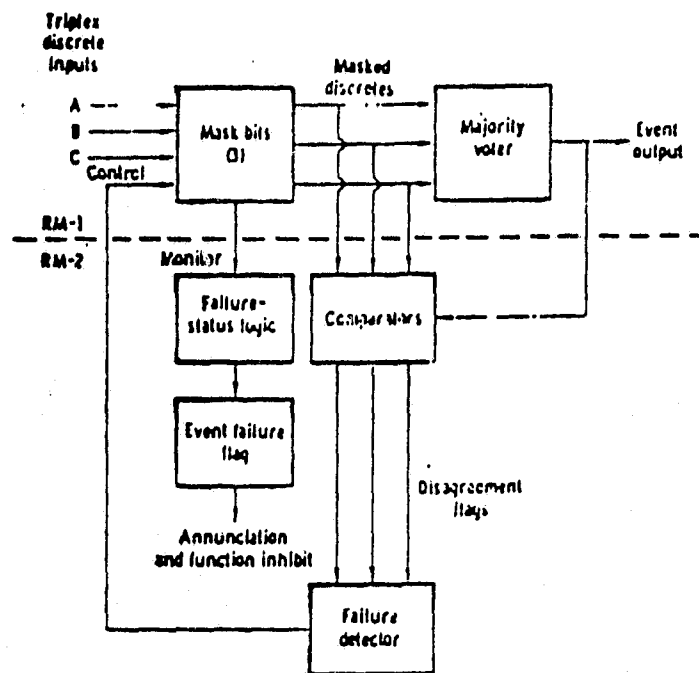 Triplex
discrete
inputs
A
B
C
Control
Mask bits
(3)
Masked
discretes
Majority
voter
Event
output
RM-1
RM-2
Monitor
Failure-
status logic
Comparators
Event failure
flag
Disagreement
flags
Annunciation
and function inhibit
Failure
detector